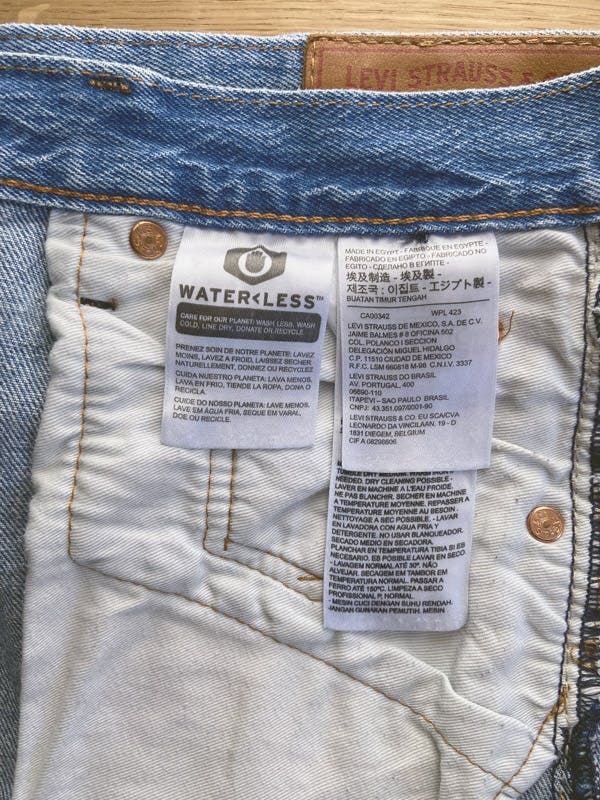 LEVI STRAUSS &
WATER<LESS™
CARE FOR OUR PLANET: WASH LESS, WASH
COLD, LINE DRY, DONATE OR RECYCLE
PRENEZ SOIN DE NOTRE PLANETE: LAVEZ
MOINS, LAVEZ A FROID, LAISSEZ SECHER
NATURELLEMENT, DONNEZ OU RECYCLEZ
CUIDA NUESTRO PLANETA: LAVA MENOS,
LAVA EN FRIO, TIENDE LA ROPA, DONA O
RECICLA.
CUIDE DO NOSSO PLANETA: LAVE MENOS,
LAVE SEM ÁGUA FRIA, SEQUE EM VARAL,
DOE OU RECICLE.
MADE IN EGYPT - FABRIQUE EN EGYPTE -
FABRICADO EN EGIPTO - FABRICADO NO
EGITO - СДЕЛАНО В ЕГИПТЕ -
埃及制造 - 埃及製 -
제조국 : 이집트 - エジプト製 -
BUATAN TIMUR TENGAH
CA00342 WPL 423
LEVI STRAUSS DE MEXICO, S.A. DE C.V.
JAIME BALMES # 8 OFICINA 502
COL. POLANCO I SECCION
DELEGACIÓN MIGUEL HIDALGO
C.P. 11510 CIUDAD DE MEXICO
R.F.C. LSM 660818 M-96 C.N.I.V. 3337
LEVI STRAUSS DO BRASIL
AV. PORTUGAL, 400
06690-110
ITAPEVI - SAO PAULO BRASIL
CNPJ: 43.351.097/0001-90
LEVI STRAUSS & CO. EU SCA/CVA
LEONARDO DA VINCILAAN, 19 - D
1831 DIEGEM, BELGIUM
CIF A 08298606
TUMBLE DRY MEDIUM. WARM IRON IF
NEEDED. DRY CLEANING POSSIBLE -
LAVER EN MACHINE A L'EAU FROIDE.
NE PAS BLANCHIR. SECHER EN MACHINE
A TEMPERATURE MOYENNE. REPASSER A
TEMPERATURE MOYENNE AU BESOIN.
NETTOYAGE A SEC POSSIBLE. - LAVAR
EN LAVADORA CON AGUA FRIA Y
DETERGENTE. NO USAR BLANQUEADOR.
SECADO MEDIO EN SECADORA.
PLANCHAR EN TEMPERATURA TIBIA SI ES
NECESARIO. ES POSIBLE LAVAR EN SECO.
- LAVAGEM NORMAL ATÉ 30º. NÃO
ALVEJAR. SECAGEM EM TAMBOR EM
TEMPERATURA NORMAL. PASSAR A
FERRO ATÉ 150ºC. LIMPEZA A SECO
PROFISSIONAL P, NORMAL
- MESIN CUCI DENGAN SUHU RENDAH.
JANGAN GUNAKAN PEMUTIH. MESIN